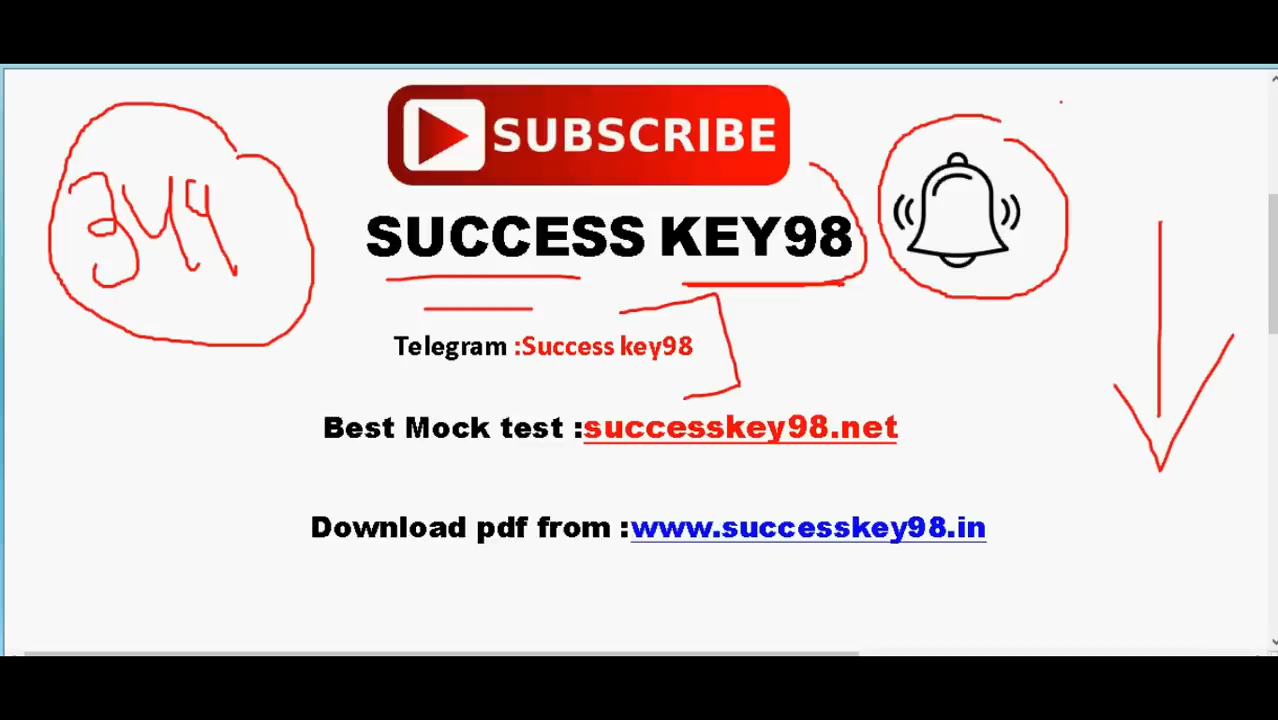 SUBSCRIBE
SUCCESS KEY98
Telegram :Success key98
Best Mock test :successkey98.net
Download pdf from :www.successkey98.in